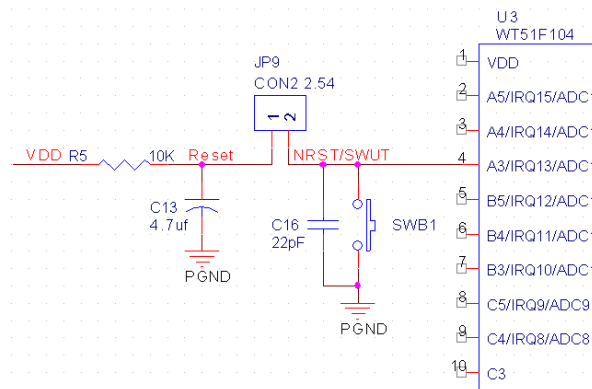 U3
WT51F104
JP9
CON2 2.54
1 2
VDD R5 10K Reset NRST/SWUT
C13
4.7uf
PGND
C16
22pF
SWB1
PGND
1 VDD
2 A5/IRQ15/ADC1
3 A4/IRQ14/ADC1
4 A3/IRQ13/ADC1
5 B5/IRQ12/ADC1
6 B4/IRQ11/ADC1
7 B3/IRQ10/ADC1
8 C5/IRQ9/ADC9
9 C4/IRQ8/ADC8
10 C3